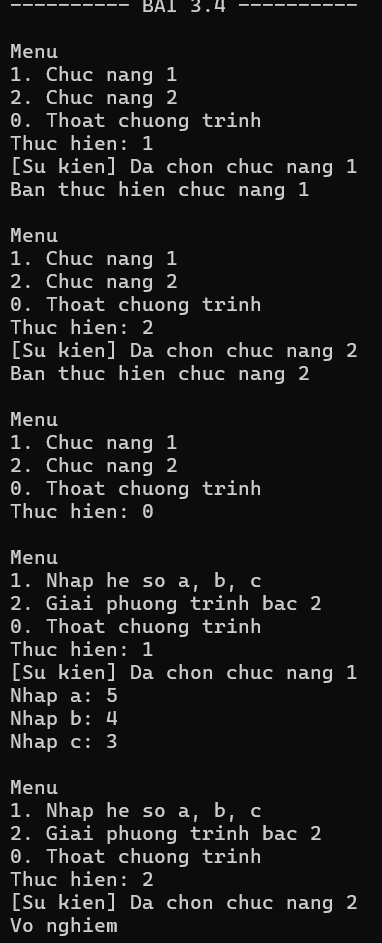 ---------- BAI 3.4 ----------
Menu
1. Chuc nang 1
2. Chuc nang 2
0. Thoat chuong trinh
Thuc hien: 1
[Su kien] Da chon chuc nang 1
Ban thuc hien chuc nang 1
Menu
1. Chuc nang 1
2. Chuc nang 2
0. Thoat chuong trinh
Thuc hien: 2
[Su kien] Da chon chuc nang 2
Ban thuc hien chuc nang 2
Menu
1. Chuc nang 1
2. Chuc nang 2
0. Thoat chuong trinh
Thuc hien: 0
Menu
1. Nhap he so a, b, c
2. Giai phuong trinh bac 2
0. Thoat chuong trinh
Thuc hien: 1
[Su kien] Da chon chuc nang 1
Nhap a: 5
Nhap b: 4
Nhap c: 3
Menu
1. Nhap he so a, b, c
2. Giai phuong trinh bac 2
0. Thoat chuong trinh
Thuc hien: 2
[Su kien] Da chon chuc nang 2
Vo nghiem